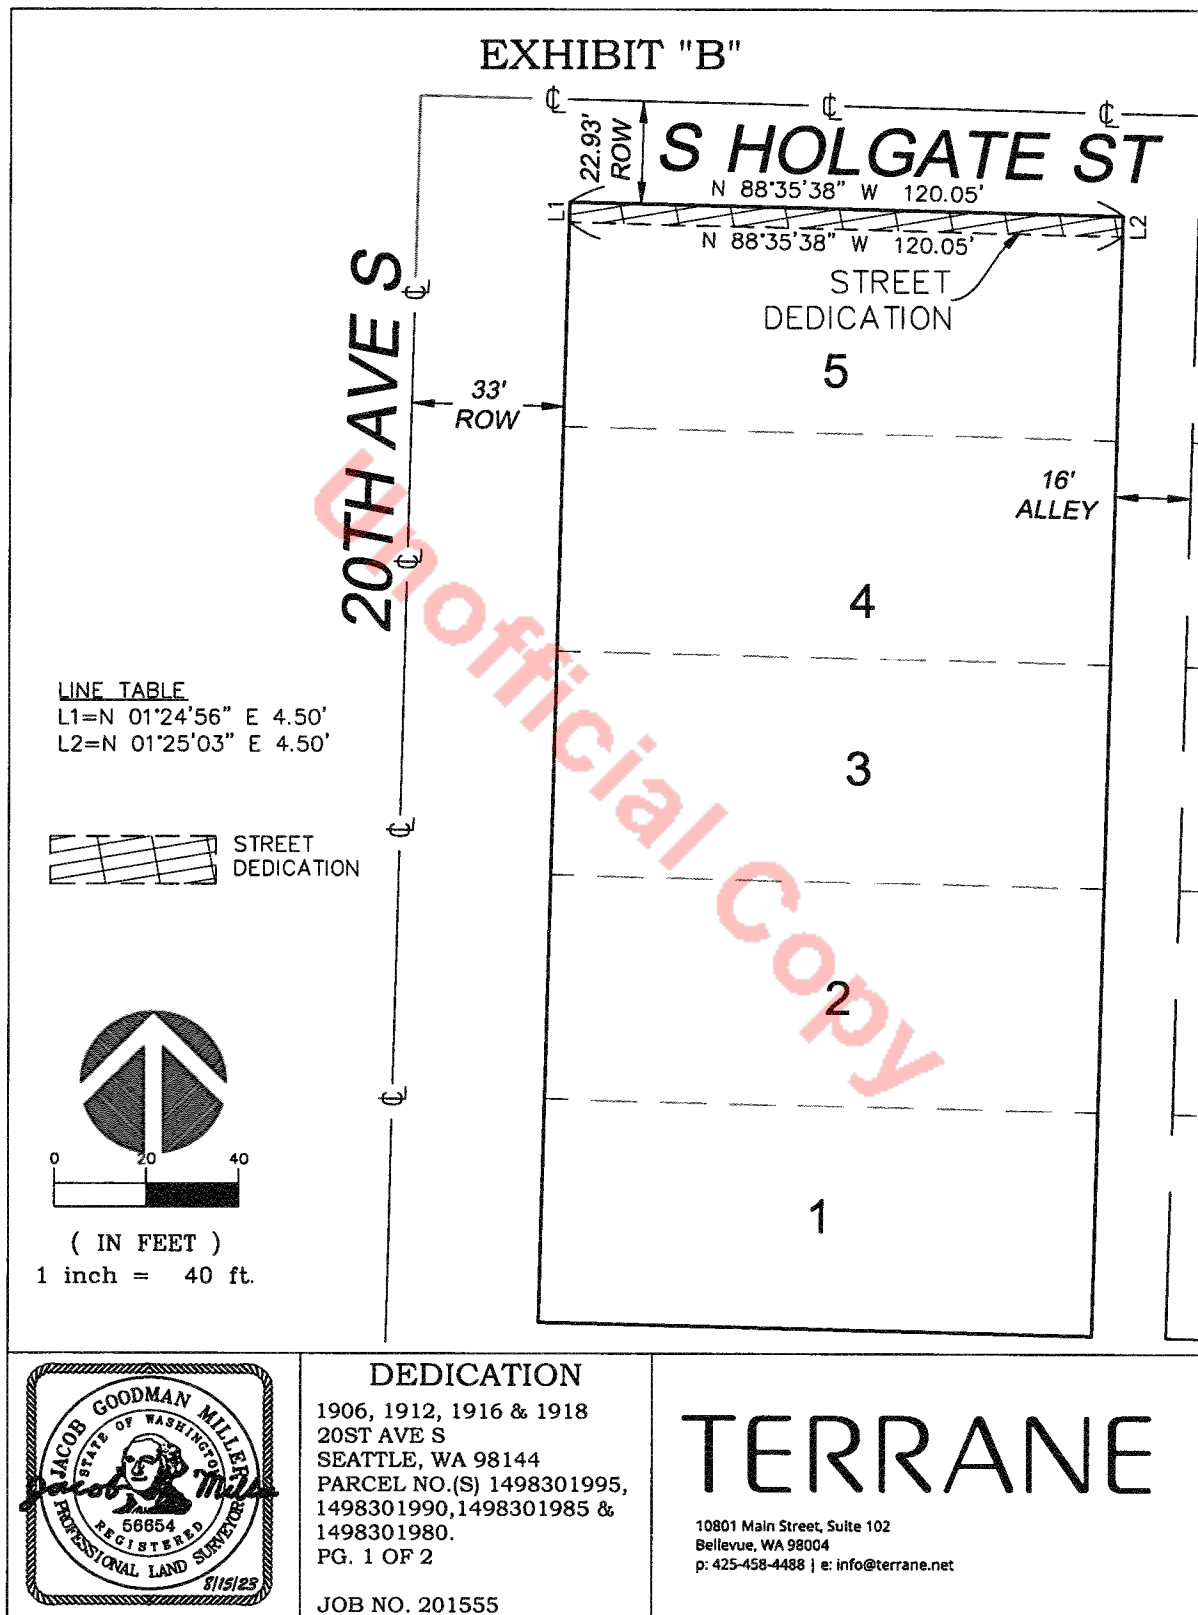 EXHIBIT "B"
℄ ℄ ℄
22.93'
ROW
S HOLGATE ST
N 88°35'38" W 120.05'
L1
L2
N 88°35'38" W 120.05'
STREET
DEDICATION
20TH AVE S
℄
5
33'
ROW
16'
ALLEY
℄
4
LINE TABLE
L1=N 01°24'56" E 4.50'
L2=N 01°25'03" E 4.50'
3
℄
STREET
DEDICATION
2
℄
Unofficial Copy
0 20 40
( IN FEET )
1 inch = 40 ft.
1
JACOB GOODMAN MILLER
STATE OF WASHINGTON
Jacob Miller
56654
REGISTERED
PROFESSIONAL LAND SURVEYOR
8/15/23
DEDICATION
1906, 1912, 1916 & 1918
20ST AVE S
SEATTLE, WA 98144
PARCEL NO.(S) 1498301995,
1498301990,1498301985 &
1498301980.
PG. 1 OF 2
JOB NO. 201555
TERRANE
10801 Main Street, Suite 102
Bellevue, WA 98004
p: 425-458-4488 | e: info@terrane.net